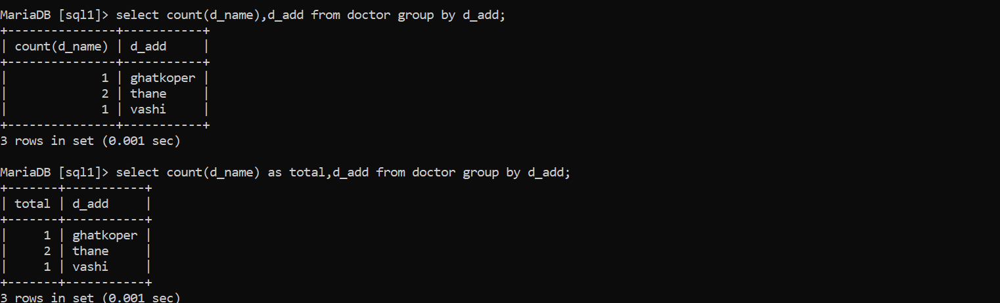 MariaDB [sql1]> select count(d_name),d_add from doctor group by d_add;
+---------------+-----------+
| count(d_name) | d_add     |
+---------------+-----------+
|             1 | ghatkoper |
|             2 | thane     |
|             1 | vashi     |
+---------------+-----------+
3 rows in set (0.001 sec)
MariaDB [sql1]> select count(d_name) as total,d_add from doctor group by d_add;
+-------+-----------+
| total | d_add     |
+-------+-----------+
|     1 | ghatkoper |
|     2 | thane     |
|     1 | vashi     |
+-------+-----------+
3 rows in set (0.001 sec)